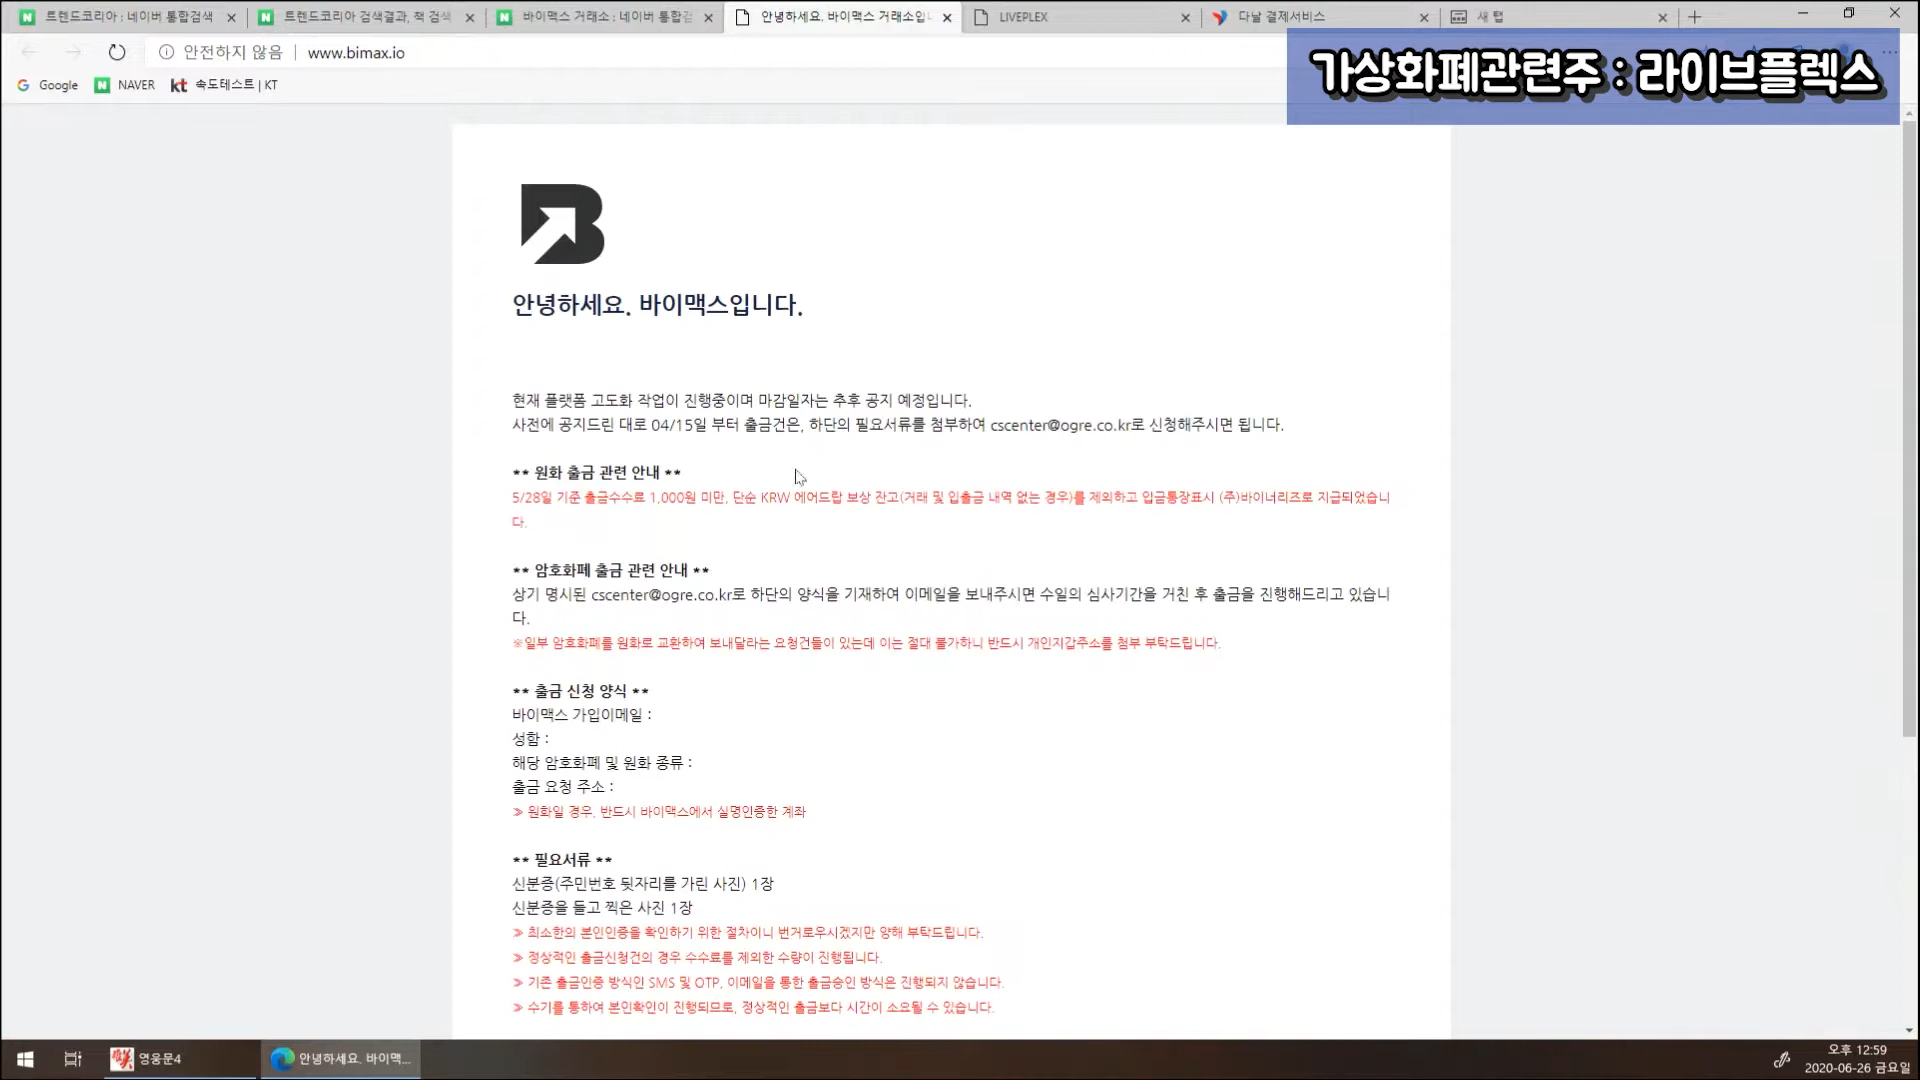 트렌드코리아 : 네이버 통합검색
트렌드코리아 검색결과, 책 검색
바이맥스 거래소 : 네이버 통합검
안녕하세요. 바이맥스 거래소입니
LIVEPLEX
다날 결제서비스
새 탭
안전하지 않음 | www.bimax.io
가상화폐관련주 : 라이브플렉스
Google
NAVER
kt 속도테스트 | KT
안녕하세요. 바이맥스입니다.
현재 플랫폼 고도화 작업이 진행중이며 마감일자는 추후 공지 예정입니다.
사전에 공지드린 대로 04/15일 부터 출금건은, 하단의 필요서류를 첨부하여 cscenter@ogre.co.kr로 신청해주시면 됩니다.
** 원화 출금 관련 안내 **
5/28일 기준 출금수수료 1,000원 미만, 단순 KRW 에어드랍 보상 잔고(거래 및 입출금 내역 없는 경우)를 제외하고 입금통장표시 (주)바이너리즈로 지급되었습니
다.
** 암호화폐 출금 관련 안내 **
상기 명시된 cscenter@ogre.co.kr로 하단의 양식을 기재하여 이메일을 보내주시면 수일의 심사기간을 거친 후 출금을 진행해드리고 있습니
다.
※일부 암호화폐를 원화로 교환하여 보내달라는 요청건들이 있는데 이는 절대 불가하니 반드시 개인지갑주소를 첨부 부탁드립니다.
** 출금 신청 양식 **
바이맥스 가입이메일 :
성함 :
해당 암호화폐 및 원화 종류 :
출금 요청 주소 :
» 원화일 경우, 반드시 바이맥스에서 실명인증한 계좌
** 필요서류 **
신분증(주민번호 뒷자리를 가린 사진) 1장
신분증을 들고 찍은 사진 1장
» 최소한의 본인인증을 확인하기 위한 절차이니 번거로우시겠지만 양해 부탁드립니다.
» 정상적인 출금신청건의 경우 수수료를 제외한 수량이 진행됩니다.
» 기존 출금인증 방식인 SMS 및 OTP, 이메일을 통한 출금승인 방식은 진행되지 않습니다.
» 수기를 통하여 본인확인이 진행되므로, 정상적인 출금보다 시간이 소요될 수 있습니다.
영웅문4
안녕하세요. 바이맥...
오후 12:59
2020-06-26 금요일